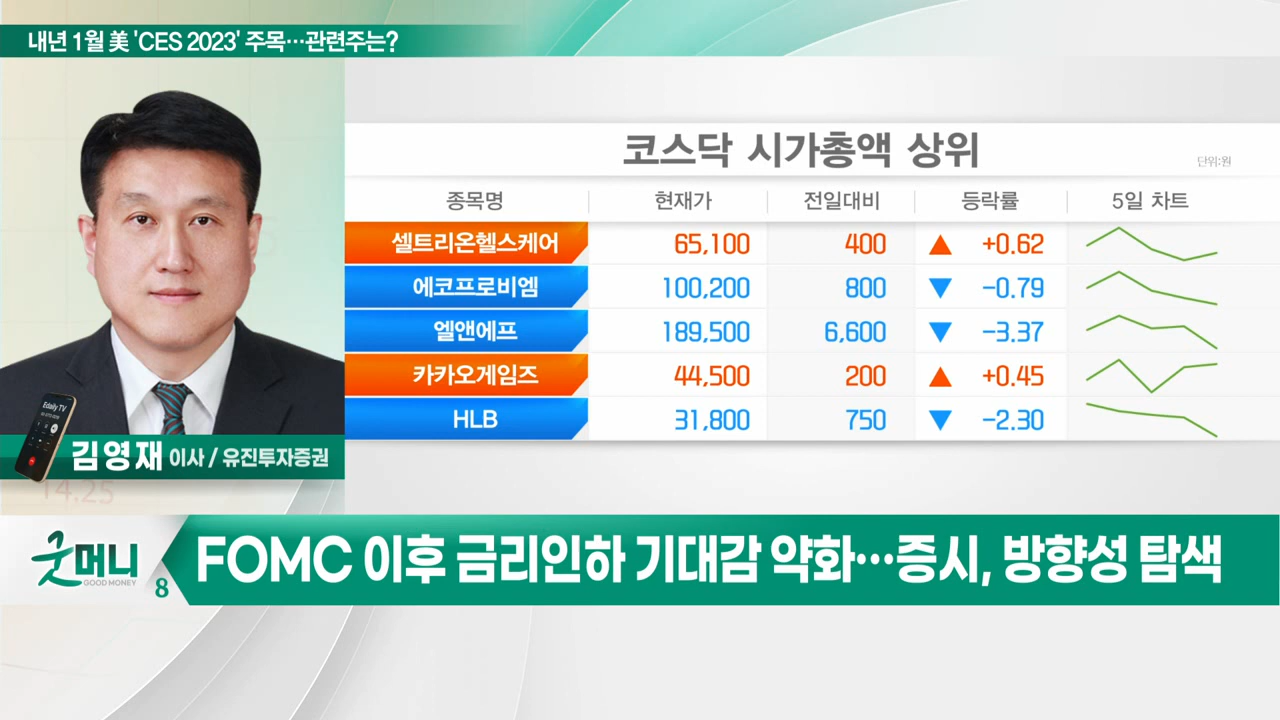 내년 1월 美 'CES 2023' 주목…관련주는?
코스닥 시가총액 상위
단위:원
종목명 현재가 전일대비 등락률 5일 차트
셀트리온헬스케어 65,100 400 ▲ +0.62
에코프로비엠 100,200 800 ▼ -0.79
엘앤에프 189,500 6,600 ▼ -3.37
카카오게임즈 44,500 200 ▲ +0.45
HLB 31,800 750 ▼ -2.30
Edaily TV
김영재 이사 / 유진투자증권
14.25
굿머니
GOOD MONEY
8
FOMC 이후 금리인하 기대감 약화…증시, 방향성 탐색